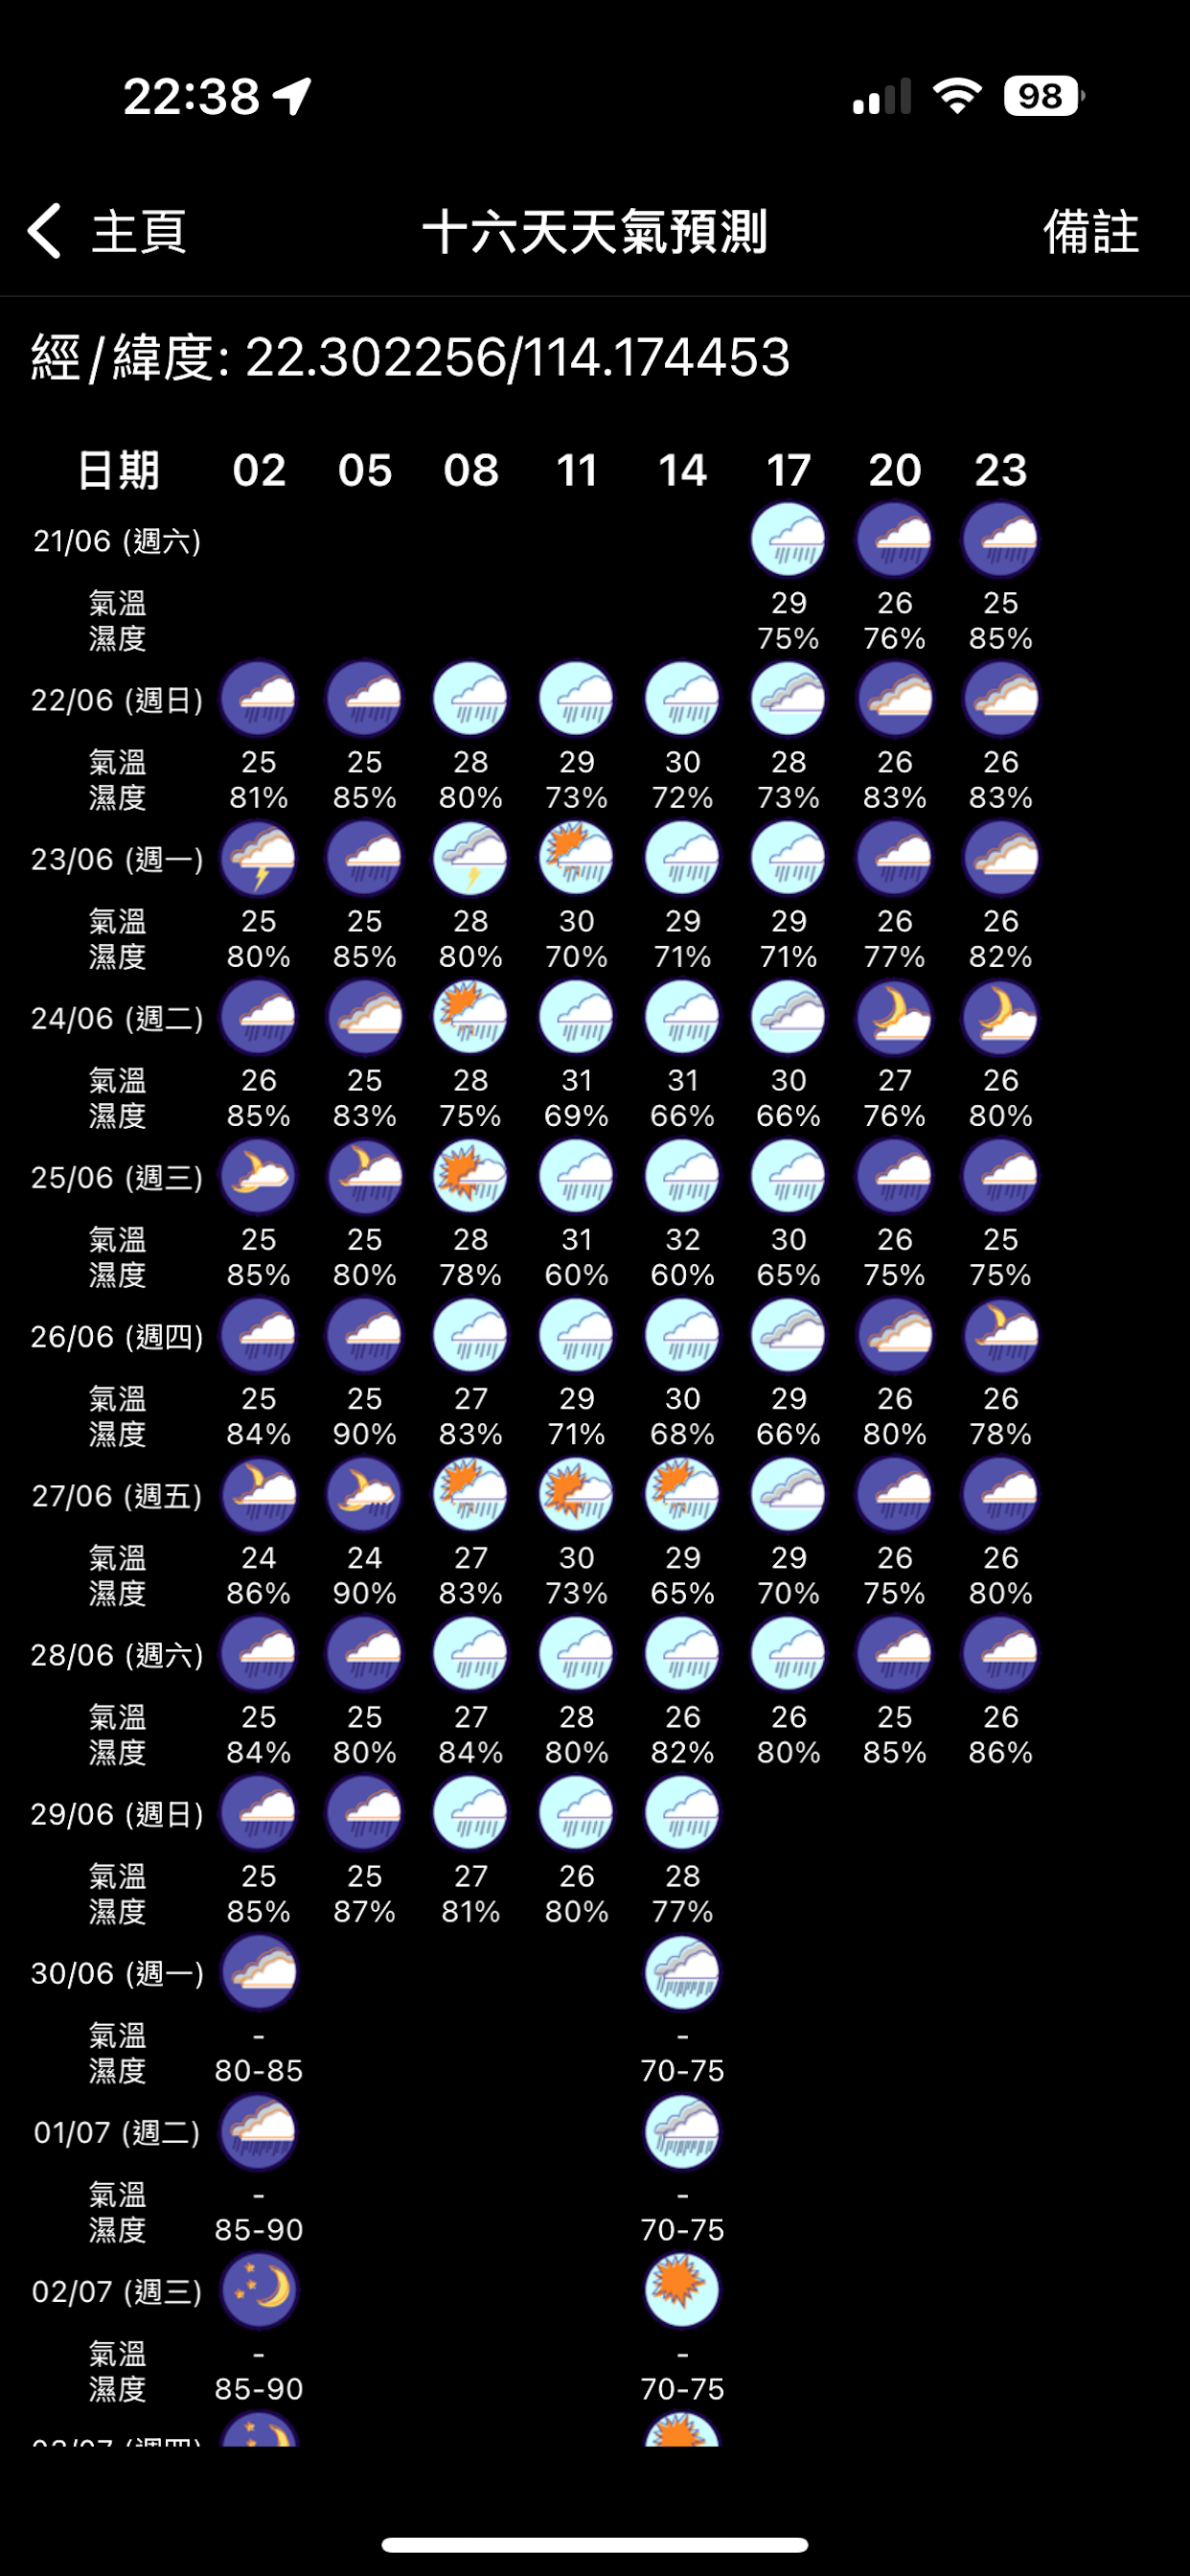 22:38 98
主頁 十六天天氣預測 備註
經/緯度: 22.302256/114.174453
日期 02 05 08 11 14 17 20 23
21/06 (週六)
氣溫 29 26 25
濕度 75% 76% 85%
22/06 (週日)
氣溫 25 25 28 29 30 28 26 26
濕度 81% 85% 80% 73% 72% 73% 83% 83%
23/06 (週一)
氣溫 25 25 28 30 29 29 26 26
濕度 80% 85% 80% 70% 71% 71% 77% 82%
24/06 (週二)
氣溫 26 25 28 31 31 30 27 26
濕度 85% 83% 75% 69% 66% 66% 76% 80%
25/06 (週三)
氣溫 25 25 28 31 32 30 26 25
濕度 85% 80% 78% 60% 60% 65% 75% 75%
26/06 (週四)
氣溫 25 25 27 29 30 29 26 26
濕度 84% 90% 83% 71% 68% 66% 80% 78%
27/06 (週五)
氣溫 24 24 27 30 29 29 26 26
濕度 86% 90% 83% 73% 65% 70% 75% 80%
28/06 (週六)
氣溫 25 25 27 28 26 26 25 26
濕度 84% 80% 84% 80% 82% 80% 85% 86%
29/06 (週日)
氣溫 25 25 27 26 28
濕度 85% 87% 81% 80% 77%
30/06 (週一)
氣溫 - -
濕度 80-85 70-75
01/07 (週二)
氣溫 - -
濕度 85-90 70-75
02/07 (週三)
氣溫 - -
濕度 85-90 70-75